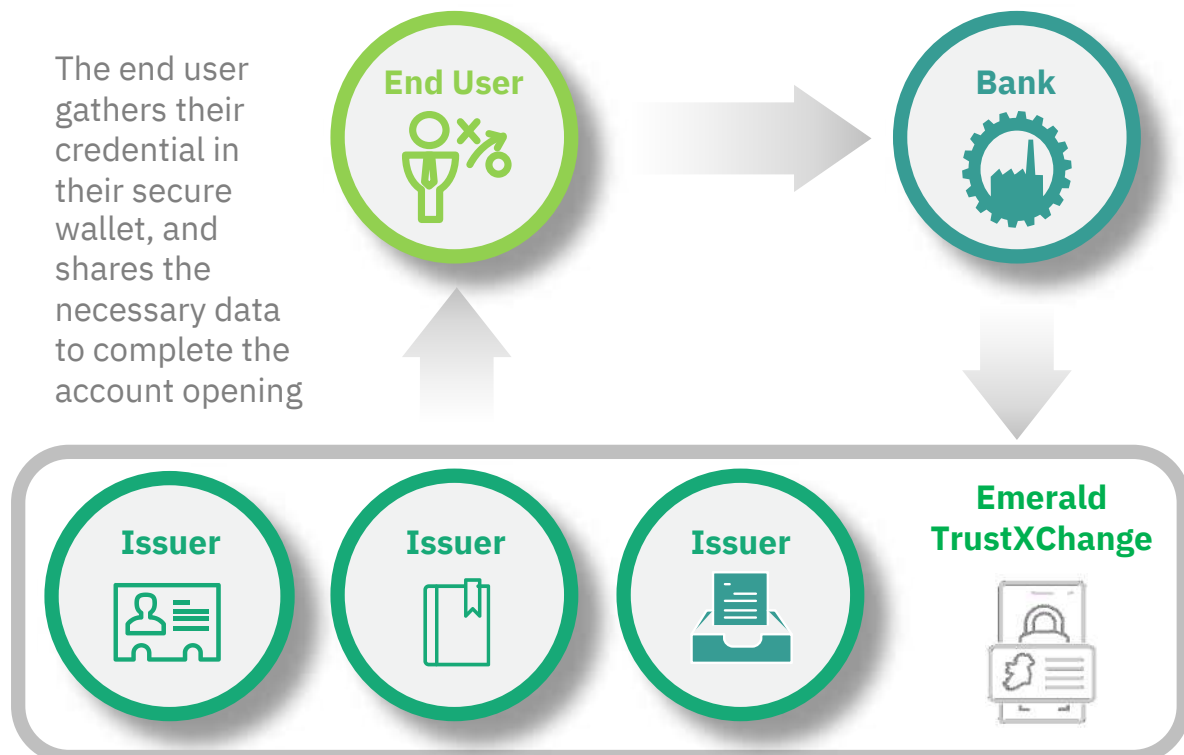 The end user
gathers their
credential in
their secure
wallet, and
shares the
necessary data
to complete the
account opening
End User
Bank
Issuer
Issuer
Issuer
Emerald
TrustXChange